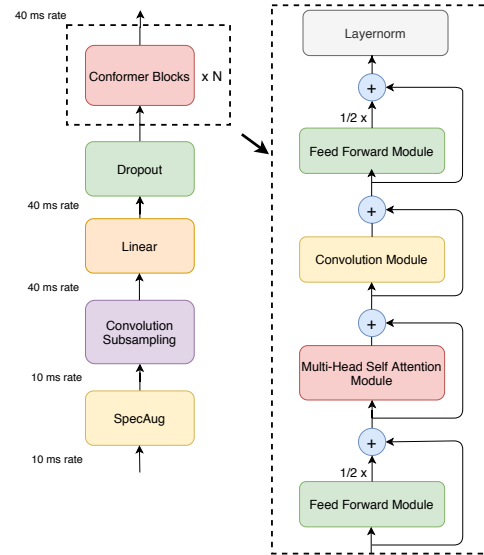 40 ms rate
Conformer Blocks
x N
Dropout
40 ms rate
Linear
40 ms rate
Convolution
Subsampling
10 ms rate
SpecAug
10 ms rate
Layernorm
+
1/2 x
Feed Forward Module
+
Convolution Module
+
Multi-Head Self Attention
Module
+
1/2 x
Feed Forward Module